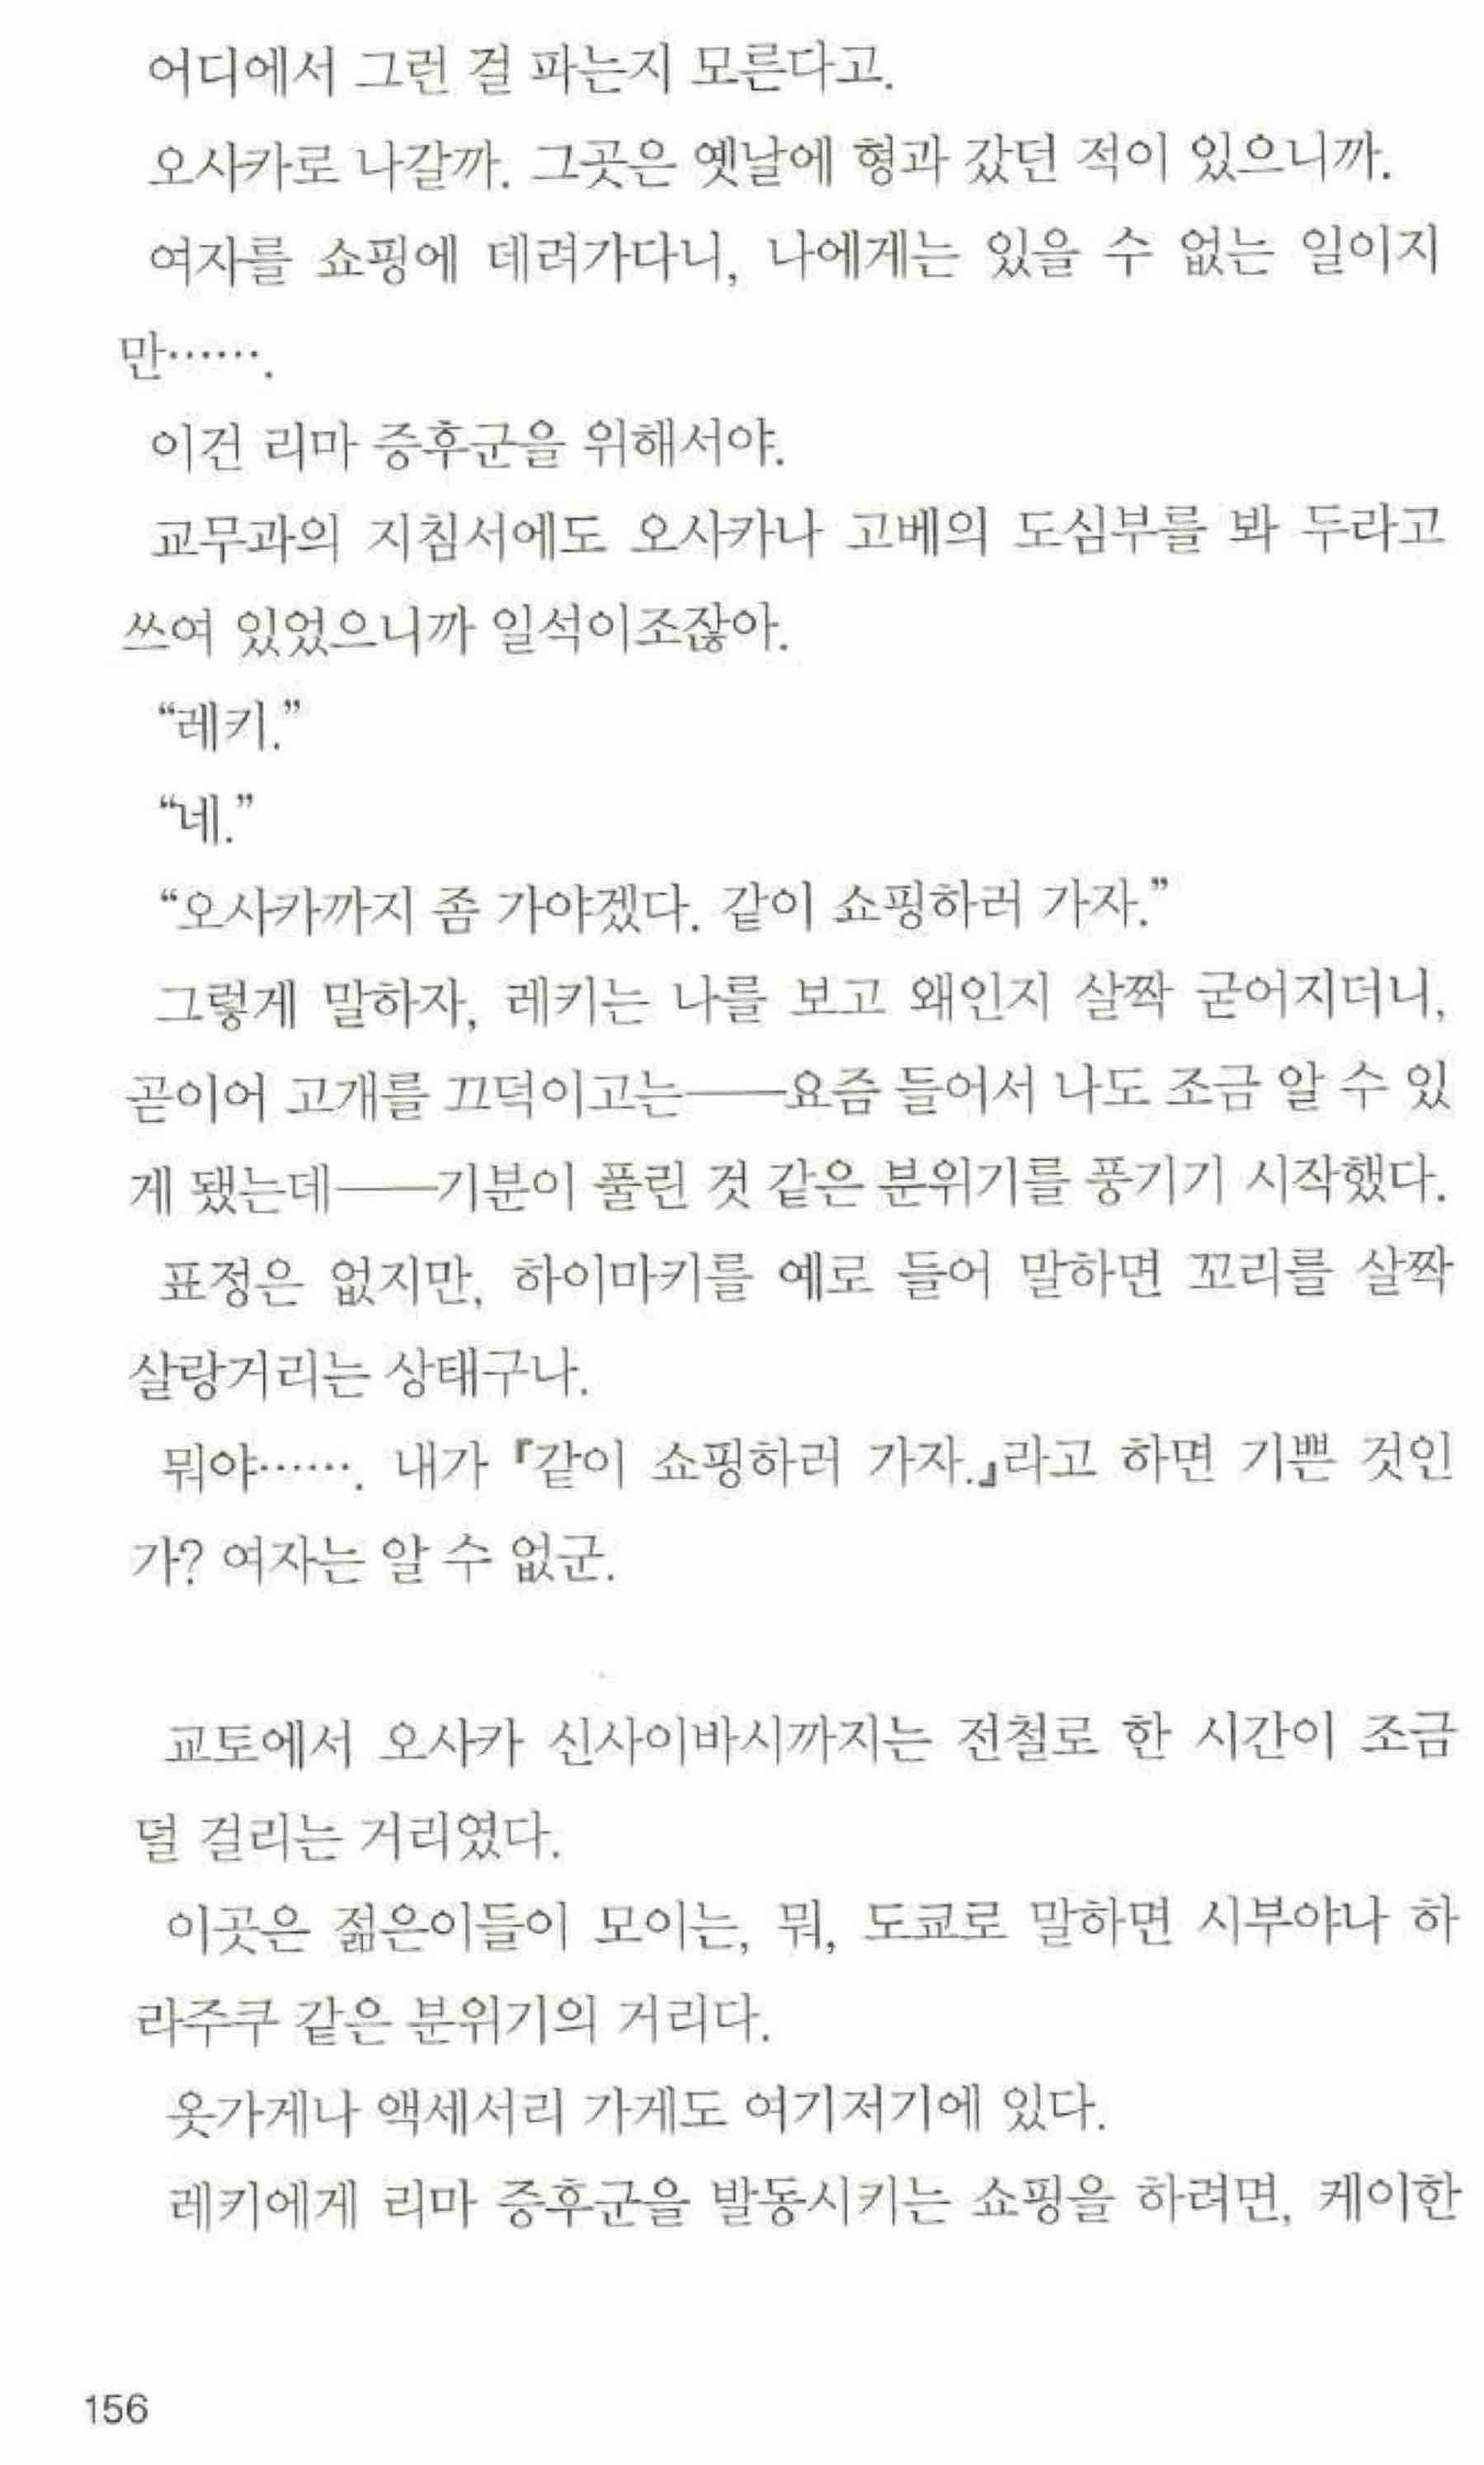 어디에서 그런 걸 파는지 모른다고.
오사카로 나갈까. 그곳은 옛날에 형과 갔던 적이 있으니까.
여자를 쇼핑에 데려가다니, 나에게는 있을 수 없는 일이지
만…….
이건 리마 증후군을 위해서야.
교무과의 지침서에도 오사카나 고베의 도심부를 봐 두라고
쓰여 있었으니까 일석이조잖아.
“레키.”
“네.”
“오사카까지 좀 가야겠다. 같이 쇼핑하러 가자.”
그렇게 말하자, 레키는 나를 보고 왜인지 살짝 굳어지더니,
곧이어 고개를 끄덕이고는──요즘 들어서 나도 조금 알 수 있
게 됐는데──기분이 풀린 것 같은 분위기를 풍기기 시작했다.
표정은 없지만, 하이마키를 예로 들어 말하면 꼬리를 살짝
살랑거리는 상태구나.
뭐야……. 내가 『같이 쇼핑하러 가자.』라고 하면 기쁜 것인
가? 여자는 알 수 없군.
교토에서 오사카 신사이바시까지는 전철로 한 시간이 조금
덜 걸리는 거리였다.
이곳은 젊은이들이 모이는, 뭐, 도쿄로 말하면 시부야나 하
라주쿠 같은 분위기의 거리다.
옷가게나 액세서리 가게도 여기저기에 있다.
레키에게 리마 증후군을 발동시키는 쇼핑을 하려면, 케이한
156